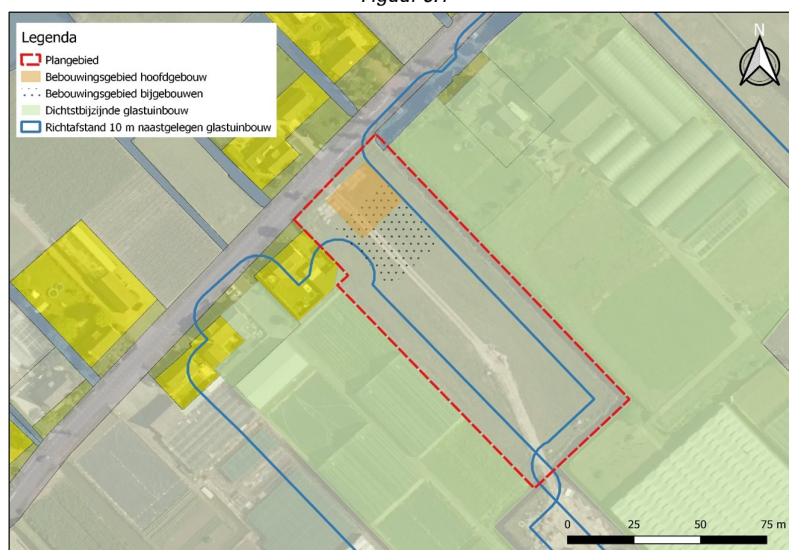 Legenda
Plangebied
Bebouwingsgebied hoofdgebouw
Bebouwingsgebied bijgebouwen
Dichtstbijzijnde glastuinbouw
Richtafstand 10 m naastgelegen glastuinbouw
N
0 25 50 75 m